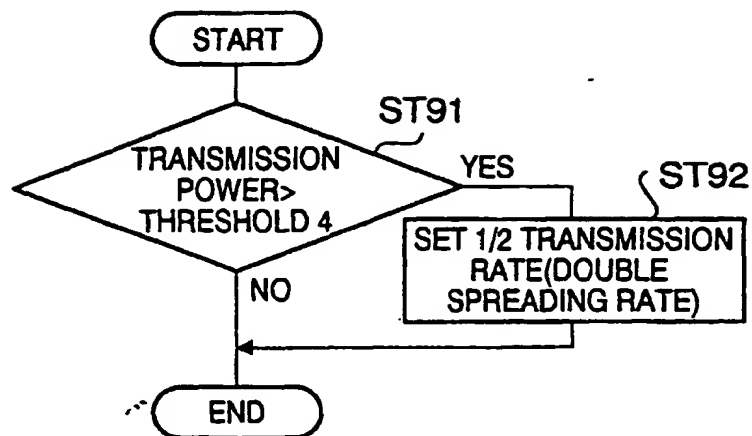 START
ST91
TRANSMISSION
POWER>
THRESHOLD 4
YES
ST92
SET 1/2 TRANSMISSION
RATE(DOUBLE
SPREADING RATE)
NO
END